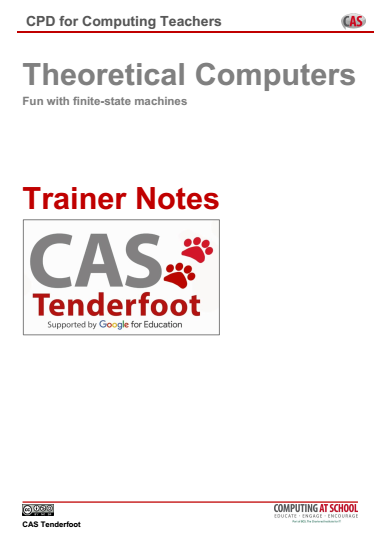 CPD for Computing Teachers
CAS
Theoretical Computers
Fun with finite-state machines
Trainer Notes
CAS
Tenderfoot
Supported by Google for Education
CAS Tenderfoot
COMPUTING AT SCHOOL
EDUCATE · ENGAGE · ENCOURAGE